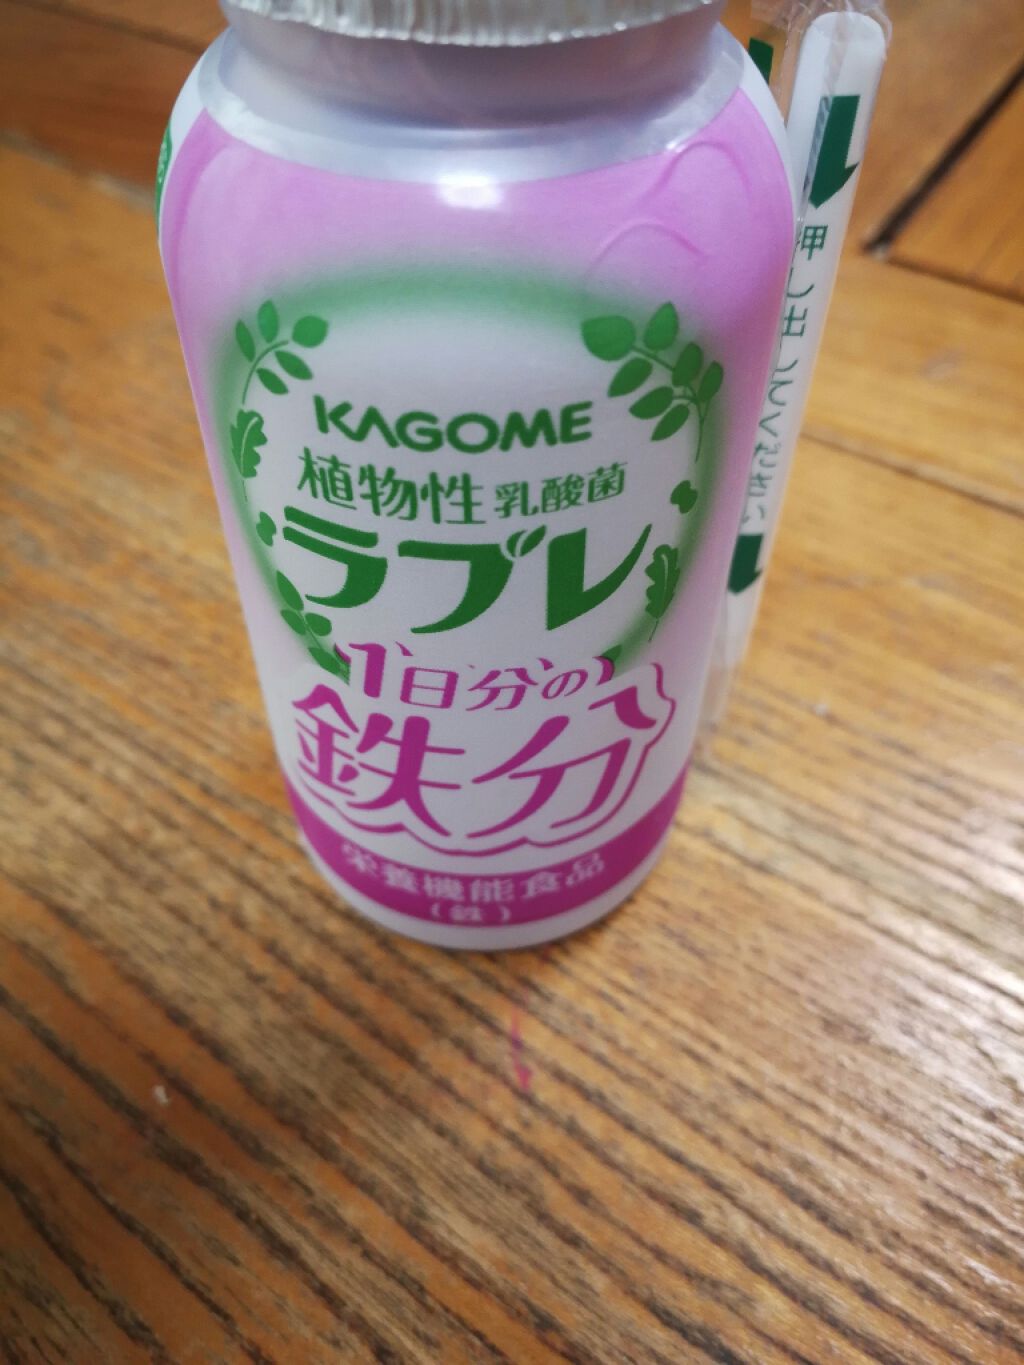 KAGOME
植物性 乳酸菌
ラブレ
1日分の
鉄分
栄養機能食品
(鉄)
押し出してください